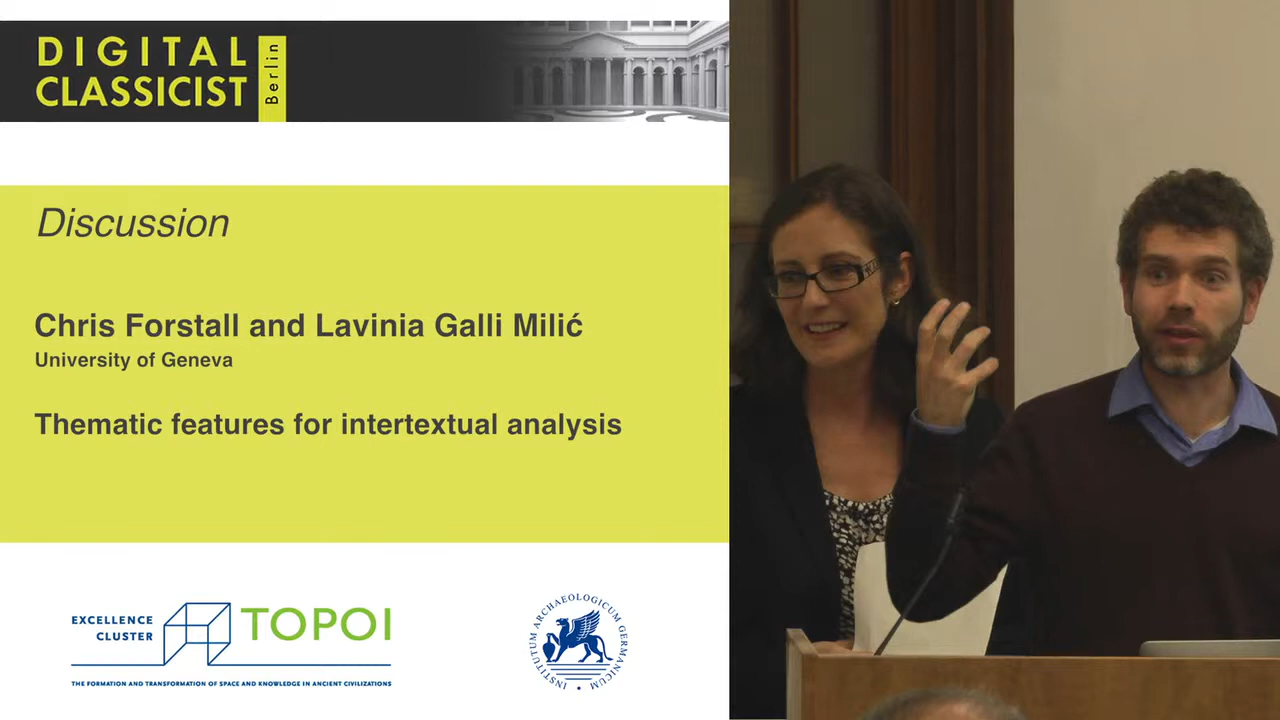 DIGITAL
CLASSICIST
Berlin
Discussion
Chris Forstall and Lavinia Galli Milić
University of Geneva
Thematic features for intertextual analysis
EXCELLENCE
CLUSTER
TOPOI
THE FORMATION AND TRANSFORMATION OF SPACE AND KNOWLEDGE IN ANCIENT CIVILIZATIONS
INSTITUTUM ARCHAEOLOGICUM GERMANICUM